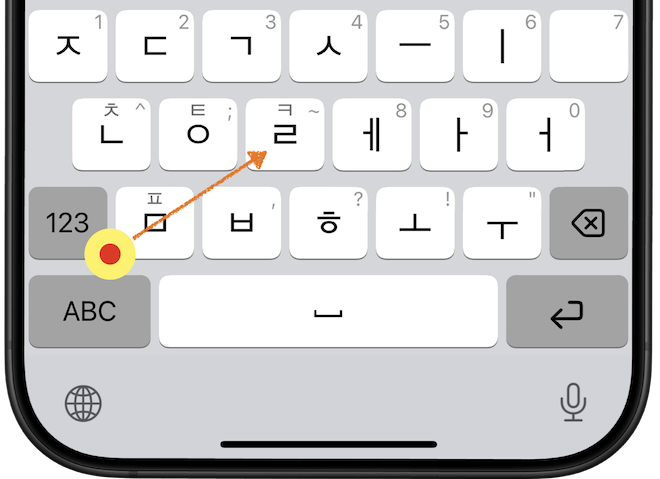 ㅈ 1 ㄷ 2 ㄱ 3 ㅅ 4 ㅡ 5 ㅣ 6 7
ㄴ ㅊ ^ ㅇ ㅌ ; ㄹ ㅋ ~ ㅔ 8 ㅏ 9 ㅓ 0
123 ㅁ ㅍ ㅂ , ㅎ ? ㅗ ! ㅜ "
ABC